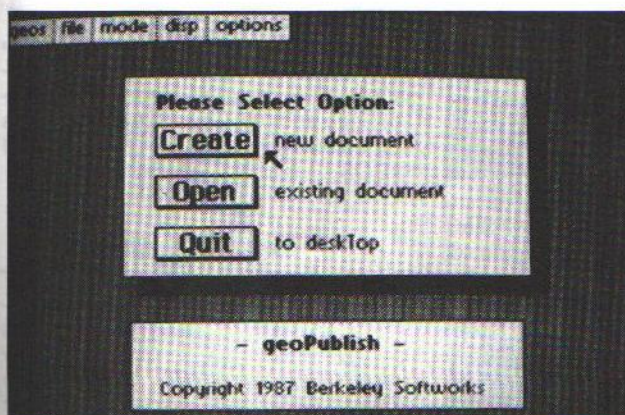 geos file mode disp options
Please Select Option:
Create new document
Open existing document
Quit to deskTop
- geoPublish -
Copyright 1987 Berkeley Softworks